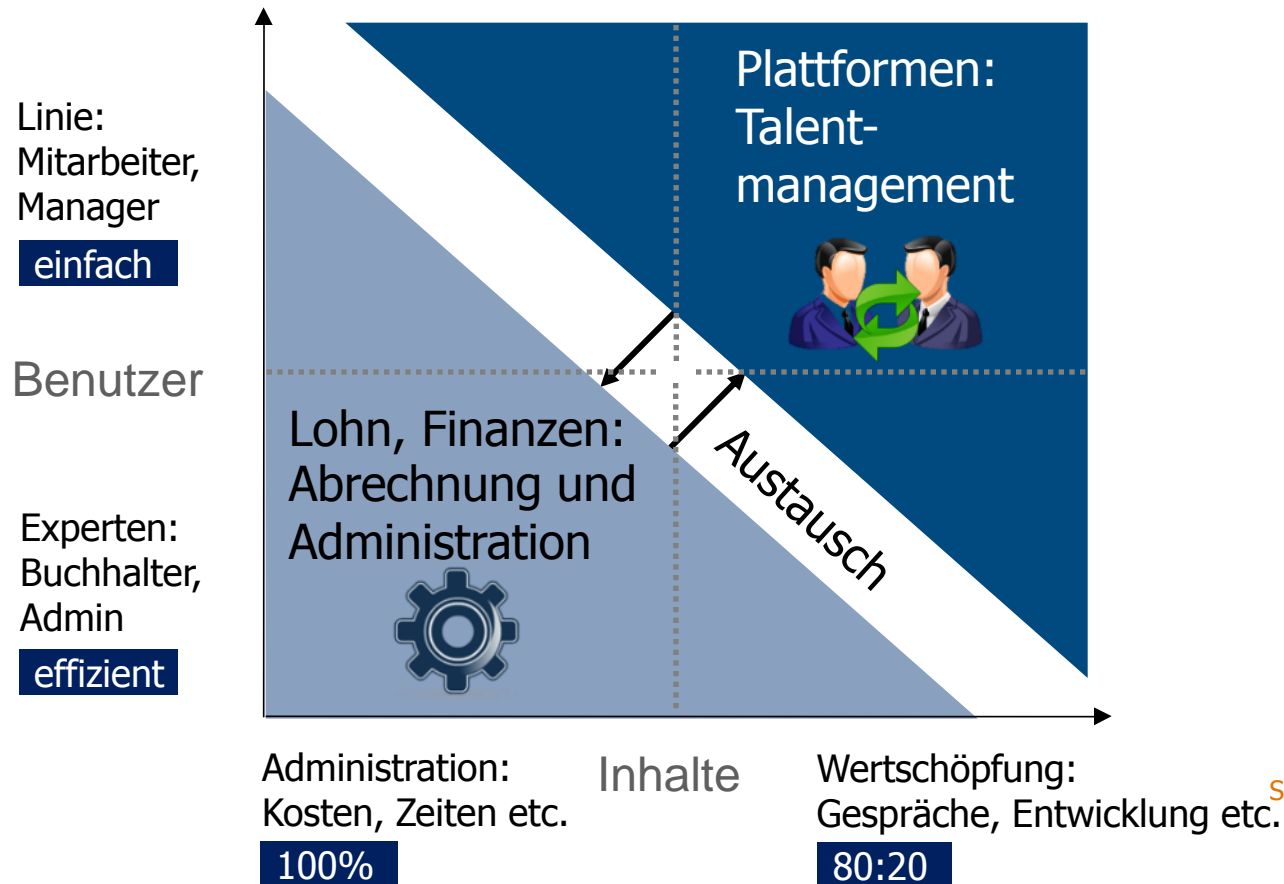 Plattformen:
Talent-
management
Linie:
Mitarbeiter,
Manager
einfach
Benutzer
Lohn, Finanzen:
Abrechnung und
Administration
Austausch
Experten:
Buchhalter,
Admin
effizient
Administration:
Kosten, Zeiten etc.
100%
Inhalte
Wertschöpfung:
Gespräche, Entwicklung etc.
80:20
S